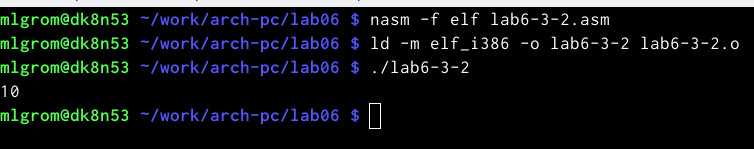 mlgrom@dk8n53 ~/work/arch-pc/lab06 $ nasm -f elf lab6-3-2.asm
mlgrom@dk8n53 ~/work/arch-pc/lab06 $ ld -m elf_i386 -o lab6-3-2 lab6-3-2.o
mlgrom@dk8n53 ~/work/arch-pc/lab06 $ ./lab6-3-2
10
mlgrom@dk8n53 ~/work/arch-pc/lab06 $